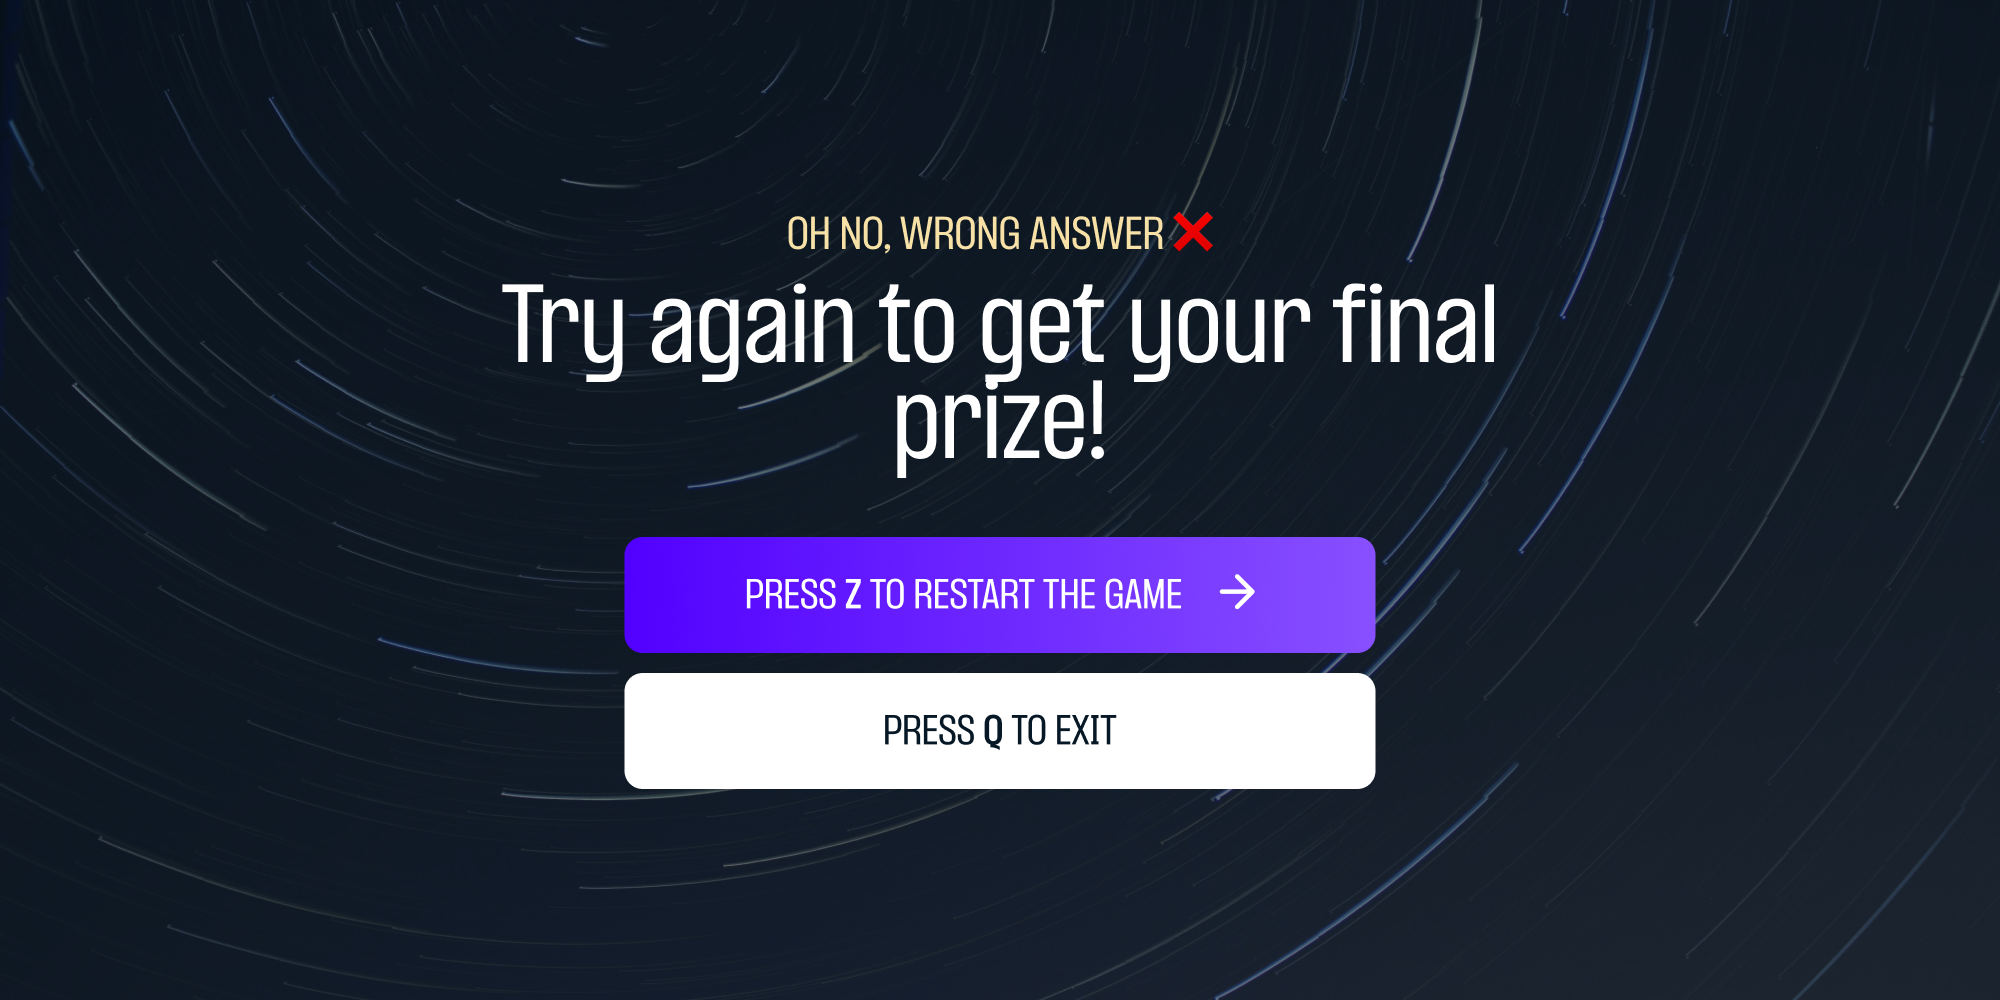 OH NO, WRONG ANSWER ❌
Try again to get your final
prize!
PRESS Z TO RESTART THE GAME →
PRESS Q TO EXIT